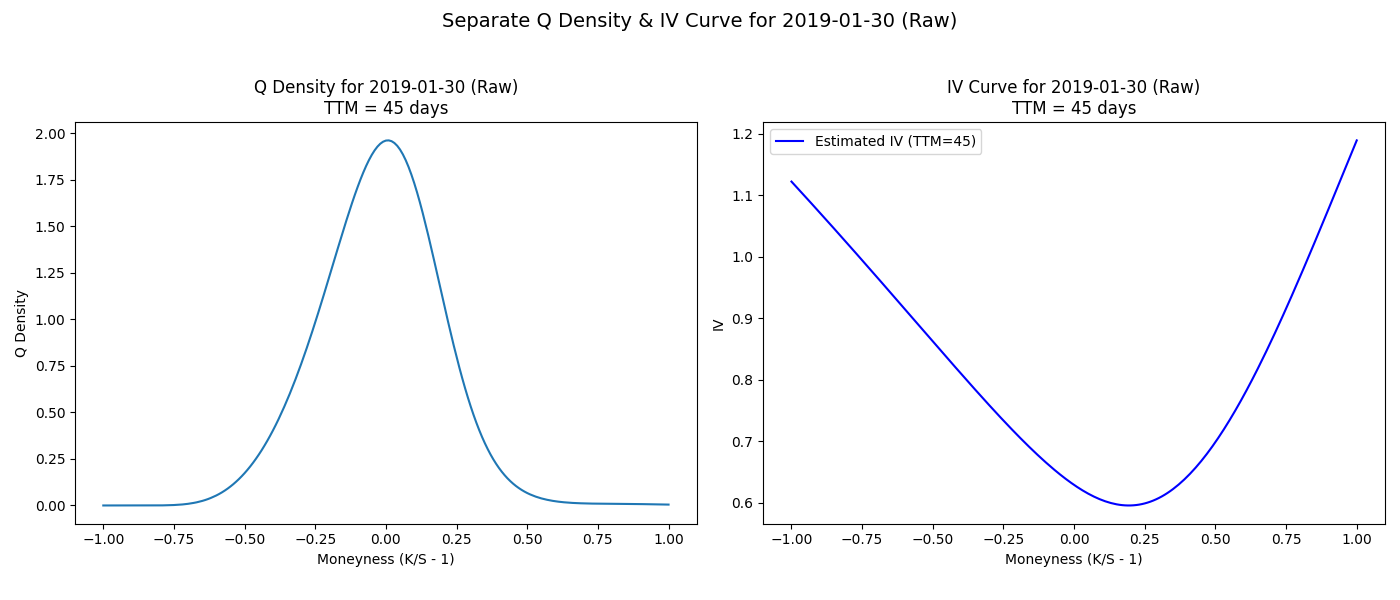 Separate Q Density & IV Curve for 2019-01-30 (Raw)
Q Density for 2019-01-30 (Raw)
TTM = 45 days
2.00
1.75
1.50
1.25
1.00
0.75
0.50
0.25
0.00
Q Density
−1.00 −0.75 −0.50 −0.25 0.00 0.25 0.50 0.75 1.00
Moneyness (K/S - 1)
IV Curve for 2019-01-30 (Raw)
TTM = 45 days
Estimated IV (TTM=45)
1.2
1.1
1.0
0.9
0.8
0.7
0.6
IV
−1.00 −0.75 −0.50 −0.25 0.00 0.25 0.50 0.75 1.00
Moneyness (K/S - 1)